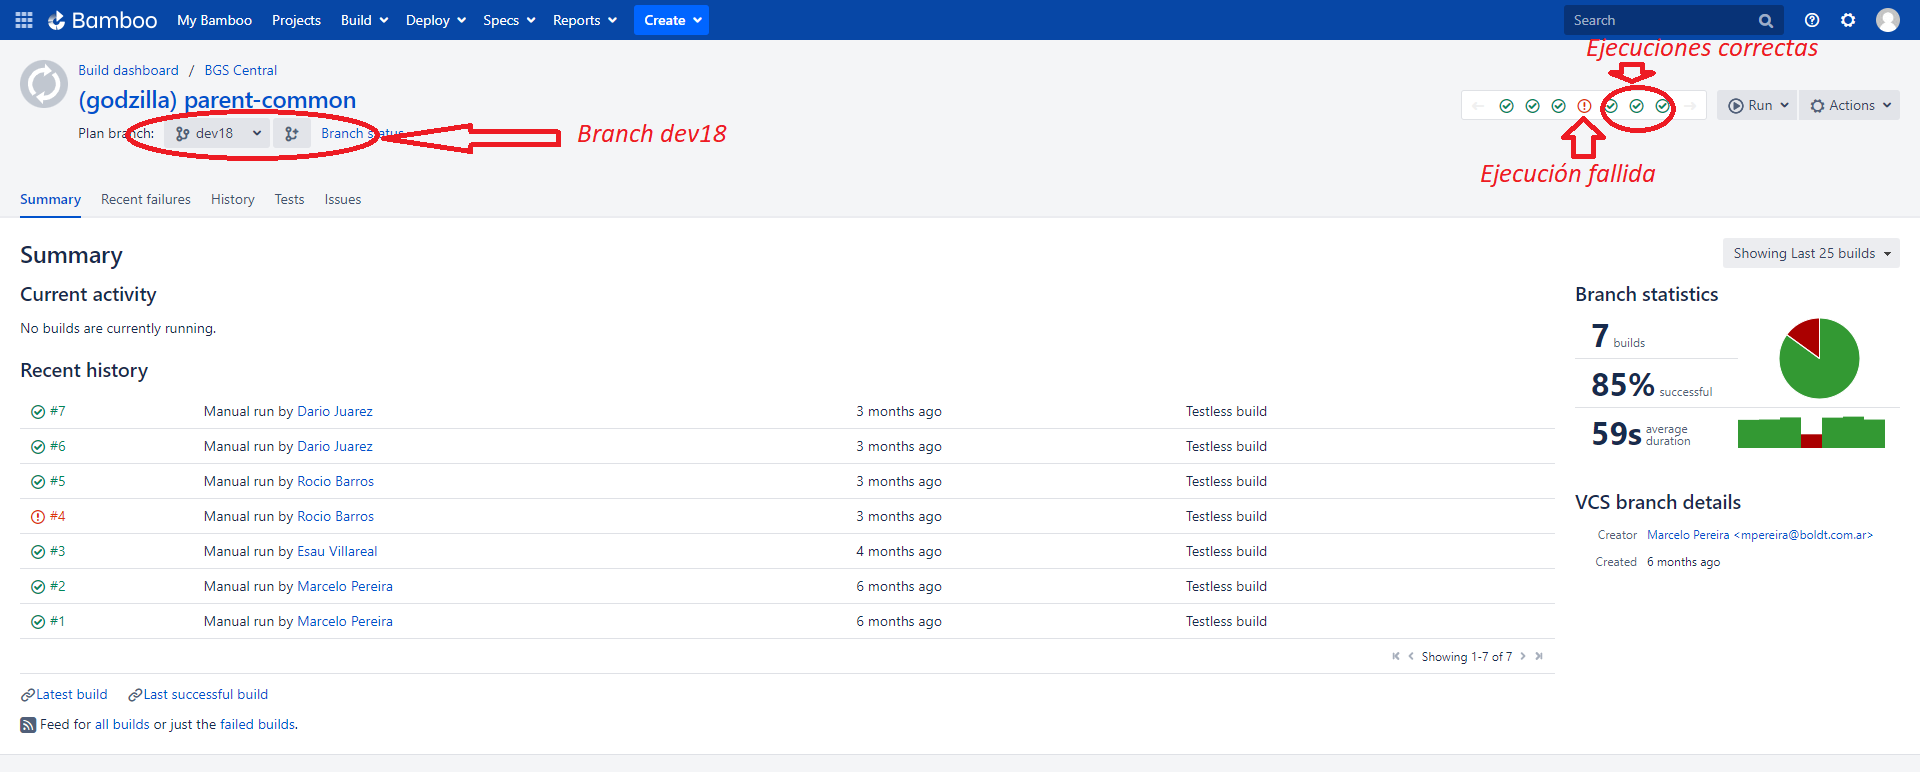 Bamboo My Bamboo Projects Build Deploy Specs Reports Create Search
Ejecuciones correctas
Build dashboard / BGS Central
(godzilla) parent-common
Run Actions
Plan branch: dev18 Branch status
Branch dev18
Ejecución fallida
Summary Recent failures History Tests Issues
Summary
Showing Last 25 builds
Current activity
No builds are currently running.
Recent history
#7 Manual run by Dario Juarez 3 months ago Testless build
#6 Manual run by Dario Juarez 3 months ago Testless build
#5 Manual run by Rocio Barros 3 months ago Testless build
#4 Manual run by Rocio Barros 3 months ago Testless build
#3 Manual run by Esau Villareal 4 months ago Testless build
#2 Manual run by Marcelo Pereira 6 months ago Testless build
#1 Manual run by Marcelo Pereira 6 months ago Testless build
Showing 1-7 of 7
Latest build Last successful build
Feed for all builds or just the failed builds.
Branch statistics
7 builds
85% successful
59s average
duration
VCS branch details
Creator Marcelo Pereira <mpereira@boldt.com.ar>
Created 6 months ago